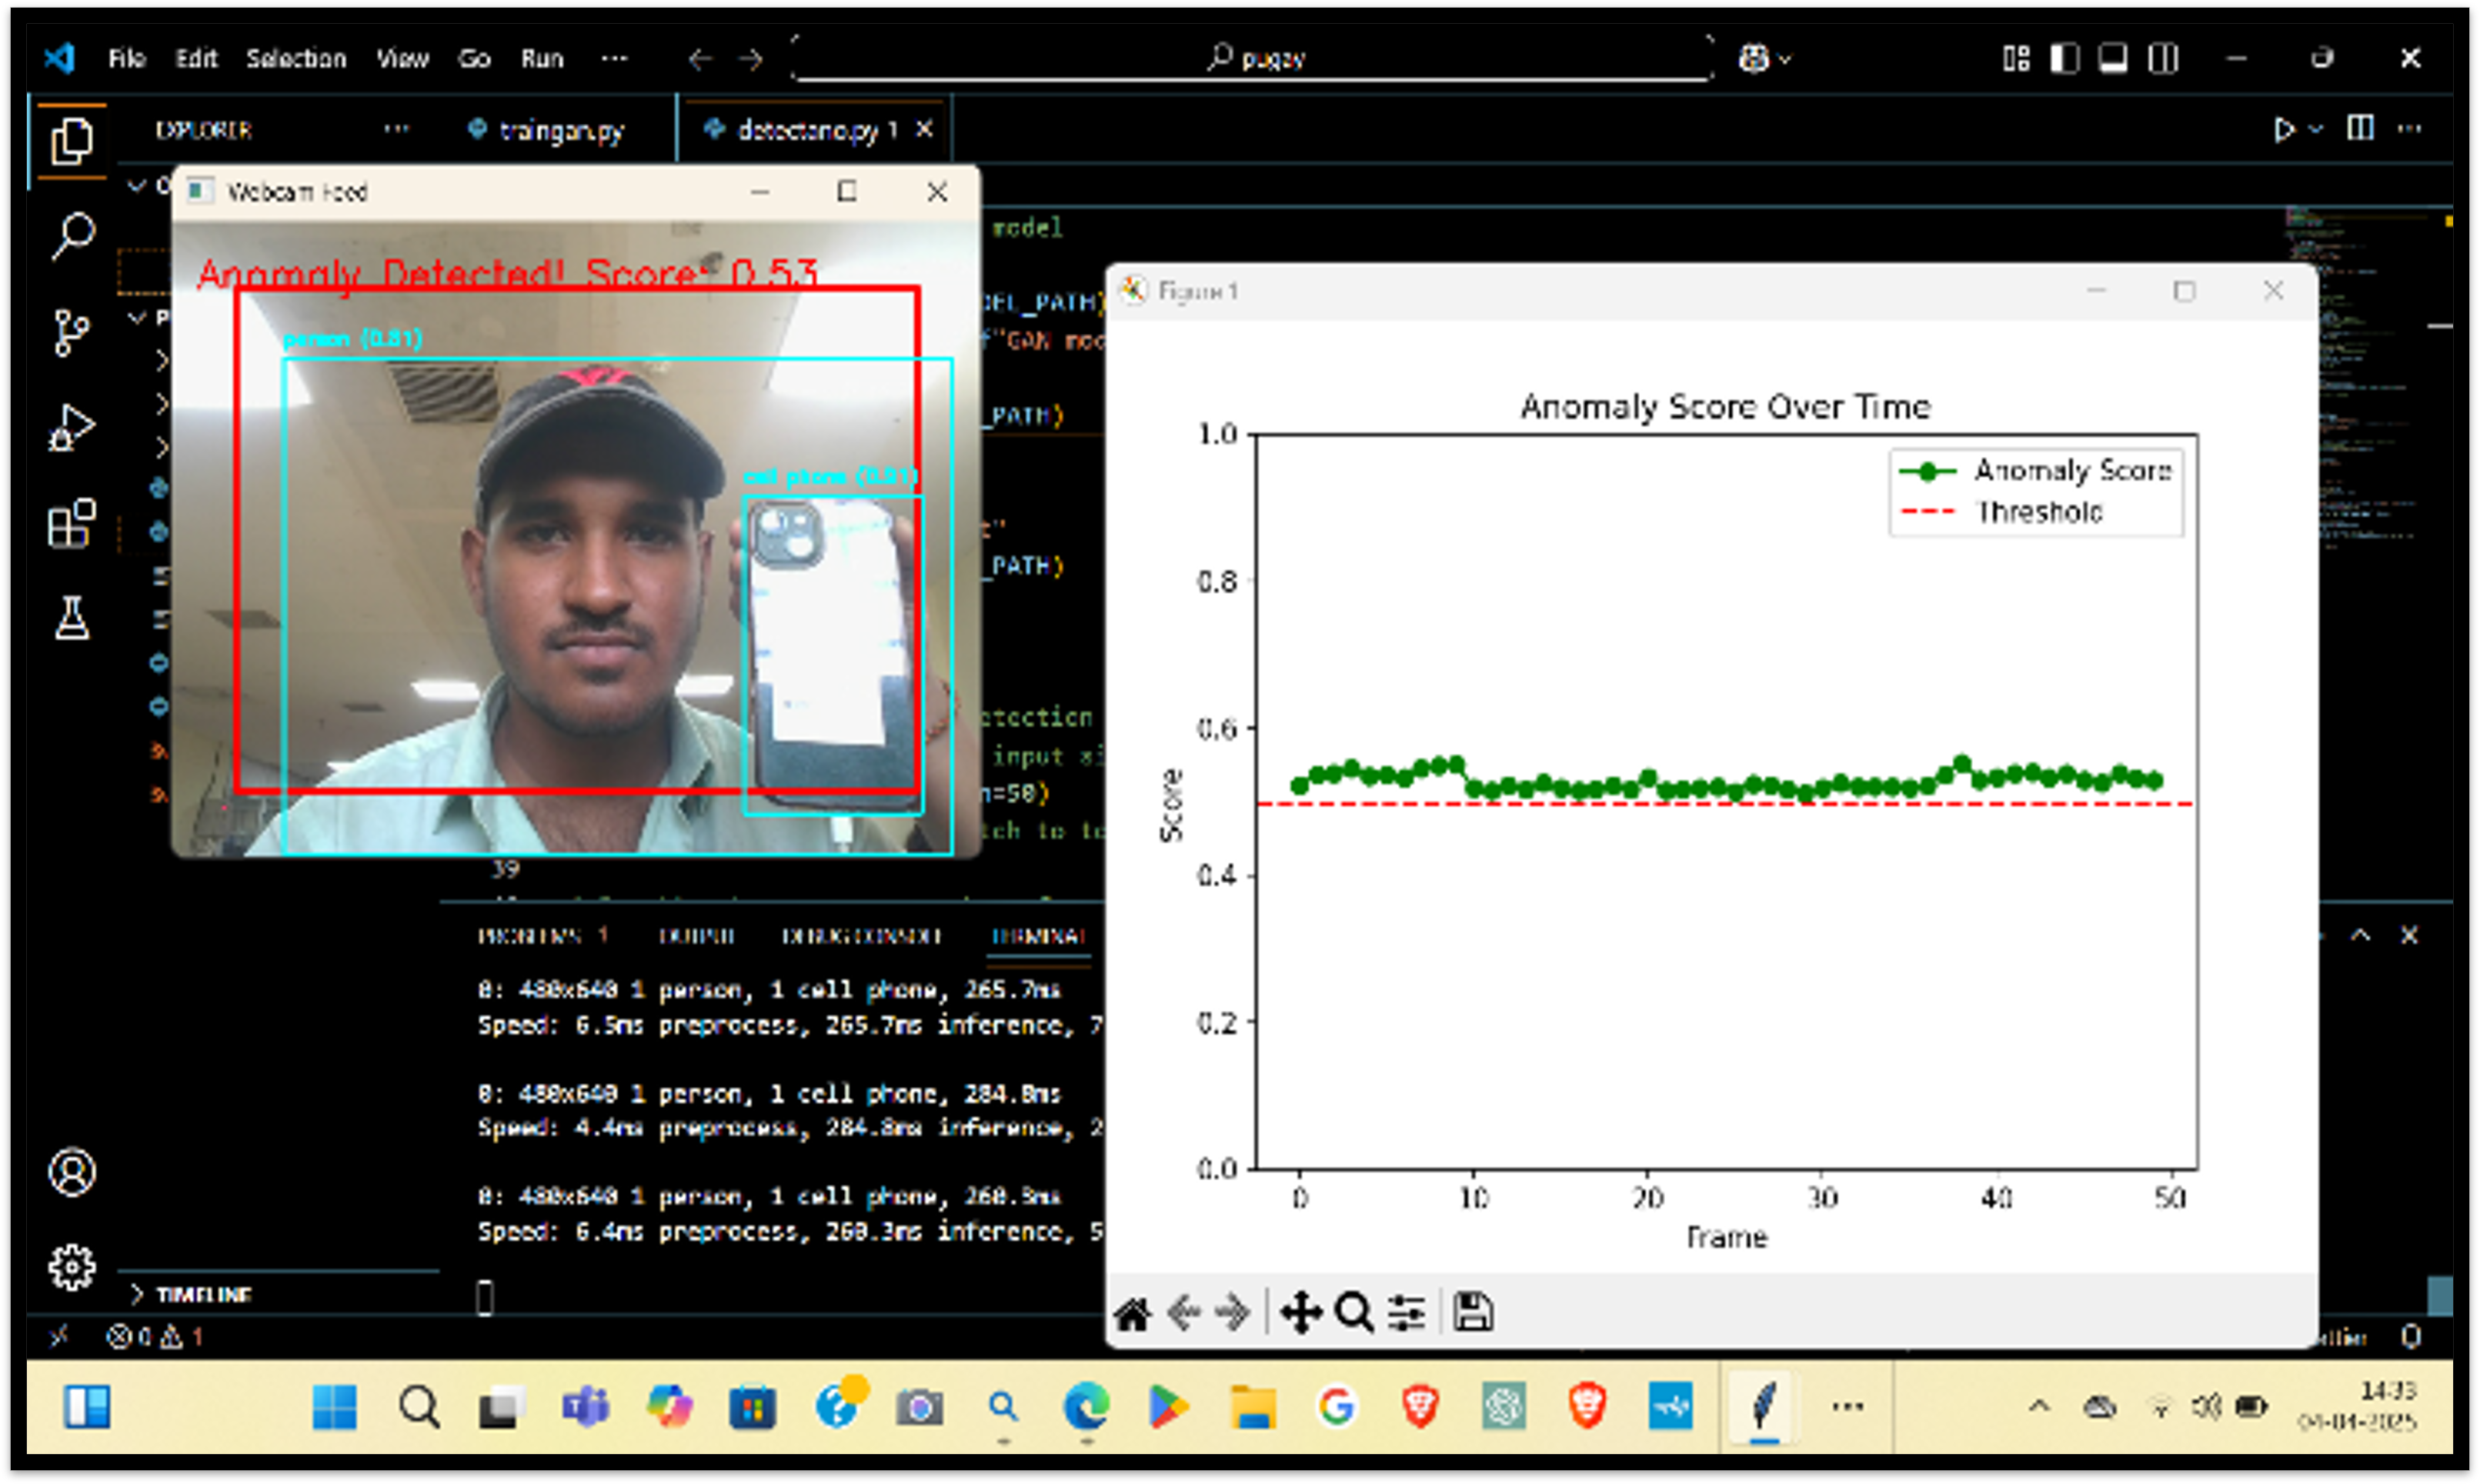 File Edit Selection View Go Run ...
pugay
EXPLORER ...
traingan.py
detectano.py 1
Webcam Feed
Anomaly Detected! Score: 0.53
person (0.81)
cell phone (0.91)
model
DEL_PATH)
f"GAN mod
_PATH)
"
_PATH)
etection
input si
n=50)
tch to to
39
Figure 1
Anomaly Score Over Time
Anomaly Score
Threshold
1.0
0.8
0.6
0.4
0.2
0.0
Score
0 10 20 30 40 50
Frame
PROBLEMS 1 OUTPUT DEBUG CONSOLE TERMINAL
0: 480x640 1 person, 1 cell phone, 265.7ms
Speed: 6.5ms preprocess, 265.7ms inference, 7
0: 480x640 1 person, 1 cell phone, 284.8ms
Speed: 4.4ms preprocess, 284.8ms inference, 2
0: 480x640 1 person, 1 cell phone, 260.3ms
Speed: 6.4ms preprocess, 260.3ms inference, 5
TIMELINE
0 1
14:33
04-04-2025